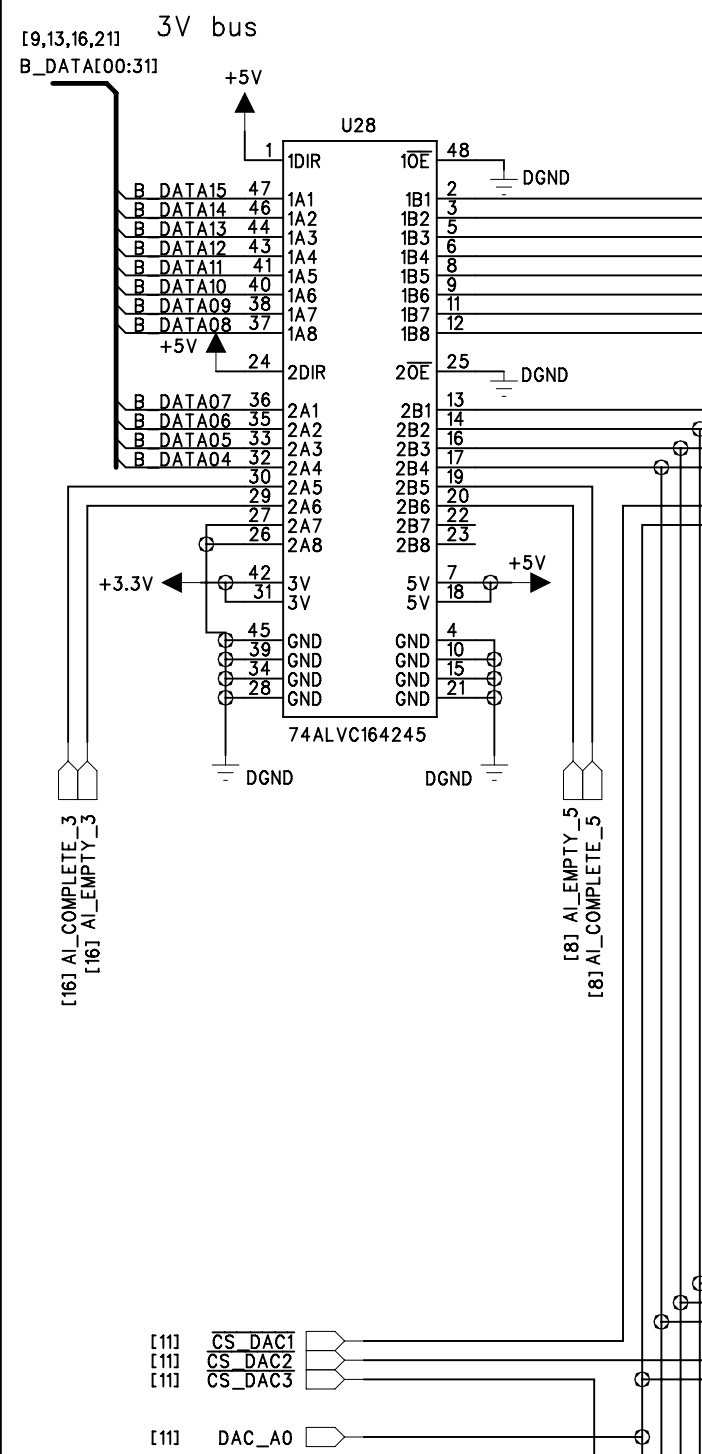 3V bus
[9,13,16,21]
B_DATA[00:31]
+5V
U28
1 1DIR 1OE 48
DGND
B_DATA15 47 1A1 1B1 2
B_DATA14 46 1A2 1B2 3
B_DATA13 44 1A3 1B3 5
B_DATA12 43 1A4 1B4 6
B_DATA11 41 1A5 1B5 8
B_DATA10 40 1A6 1B6 9
B_DATA09 38 1A7 1B7 11
B_DATA08 37 1A8 1B8 12
+5V
24 2DIR 2OE 25
DGND
B_DATA07 36 2A1 2B1 13
B_DATA06 35 2A2 2B2 14
B_DATA05 33 2A3 2B3 16
B_DATA04 32 2A4 2B4 17
30 2A5 2B5 19
29 2A6 2B6 20
27 2A7 2B7 22
26 2A8 2B8 23
+3.3V 42 3V 5V 7 +5V
31 3V 5V 18
45 GND GND 4
39 GND GND 10
34 GND GND 15
28 GND GND 21
74ALVC164245
DGND
DGND
[16] AI_COMPLETE_3
[16] AI_EMPTY_3
[8] AI_EMPTY_5
[8] AI_COMPLETE_5
[11] CS_DAC1
[11] CS_DAC2
[11] CS_DAC3
[11] DAC_A0